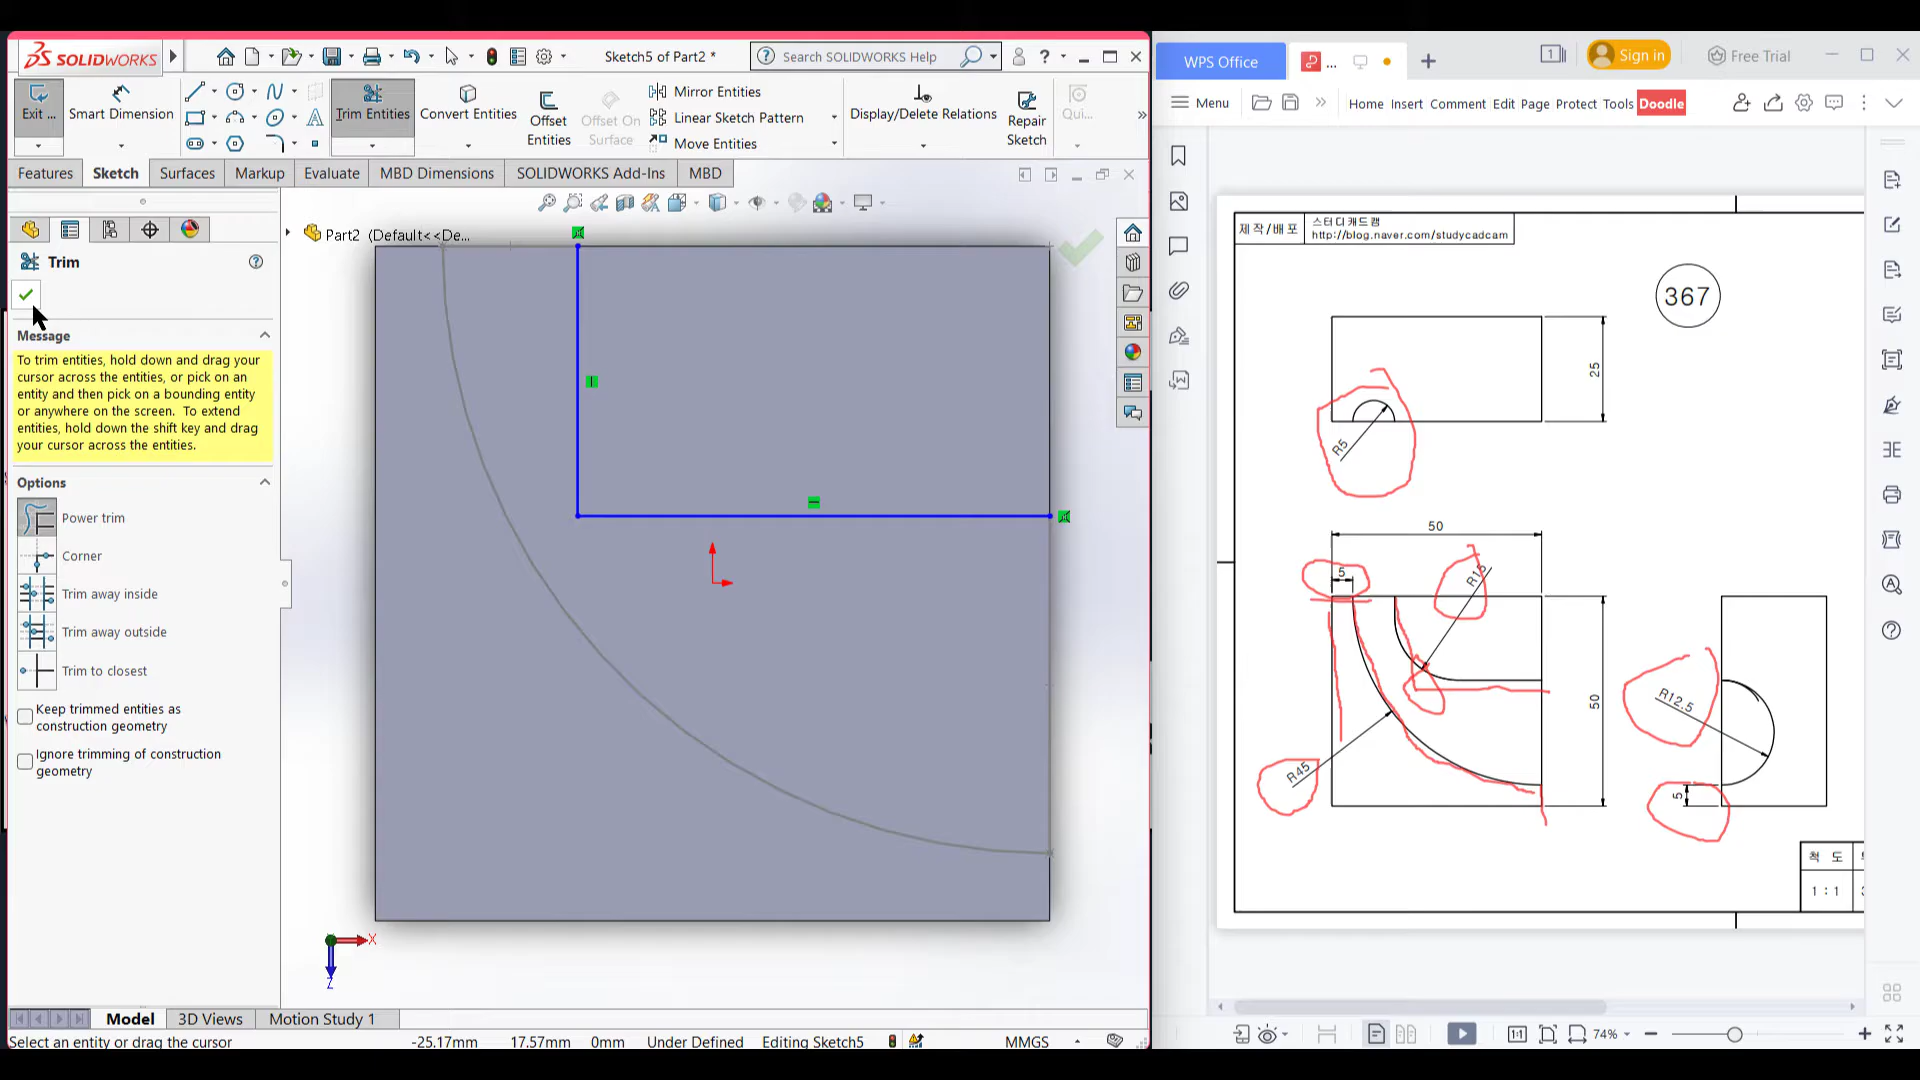 SOLIDWORKS
Sketch5 of Part2 *
Search SOLIDWORKS Help
?
Exit ...
Smart Dimension
Trim Entities
Convert Entities
Offset Entities
Offset On Surface
Mirror Entities
Linear Sketch Pattern
Move Entities
Display/Delete Relations
Repair Sketch
Qui...
Features
Sketch
Surfaces
Markup
Evaluate
MBD Dimensions
SOLIDWORKS Add-Ins
MBD
Part2 (Default<<De...
Trim
Message
To trim entities, hold down and drag your
cursor across the entities, or pick on an
entity and then pick on a bounding entity
or anywhere on the screen. To extend
entities, hold down the shift key and drag
your cursor across the entities.
Options
Power trim
Corner
Trim away inside
Trim away outside
Trim to closest
Keep trimmed entities as
construction geometry
Ignore trimming of construction
geometry
X
Z
Model
3D Views
Motion Study 1
Select an entity or drag the cursor
-25.17mm
17.57mm
0mm
Under Defined
Editing Sketch5
MMGS
WPS Office
...
1
Sign in
Free Trial
Menu
Home
Insert
Comment
Edit
Page
Protect
Tools
Doodle
제작/배포
스터디캐드캠
http://blog.naver.com/studycadcam
367
25
R5
50
5
R15
50
R45
R12.5
5
척 도
1 : 1
74%